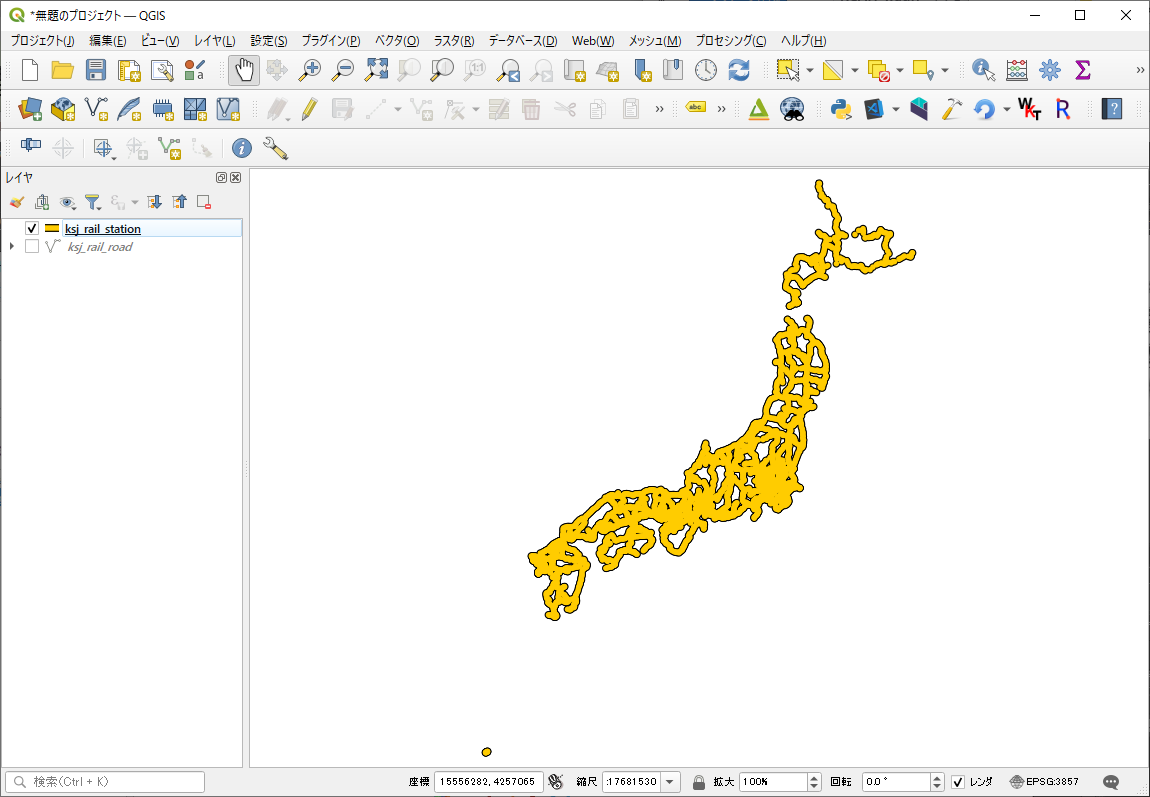 *無題のプロジェクト — QGIS
プロジェクト(J) 編集(E) ビュー(V) レイヤ(L) 設定(S) プラグイン(P) ベクタ(O) ラスタ(R) データベース(D) Web(W) メッシュ(M) プロセシング(C) ヘルプ(H)
1:1
a
abc
WKT R
?
レイヤ
ksj_rail_station
ksj_rail_road
検索(Ctrl + K) 座標 15556282, 4257065 縮尺 :17681530 拡大 100% 回転 0.0 ° レンダ EPSG:3857